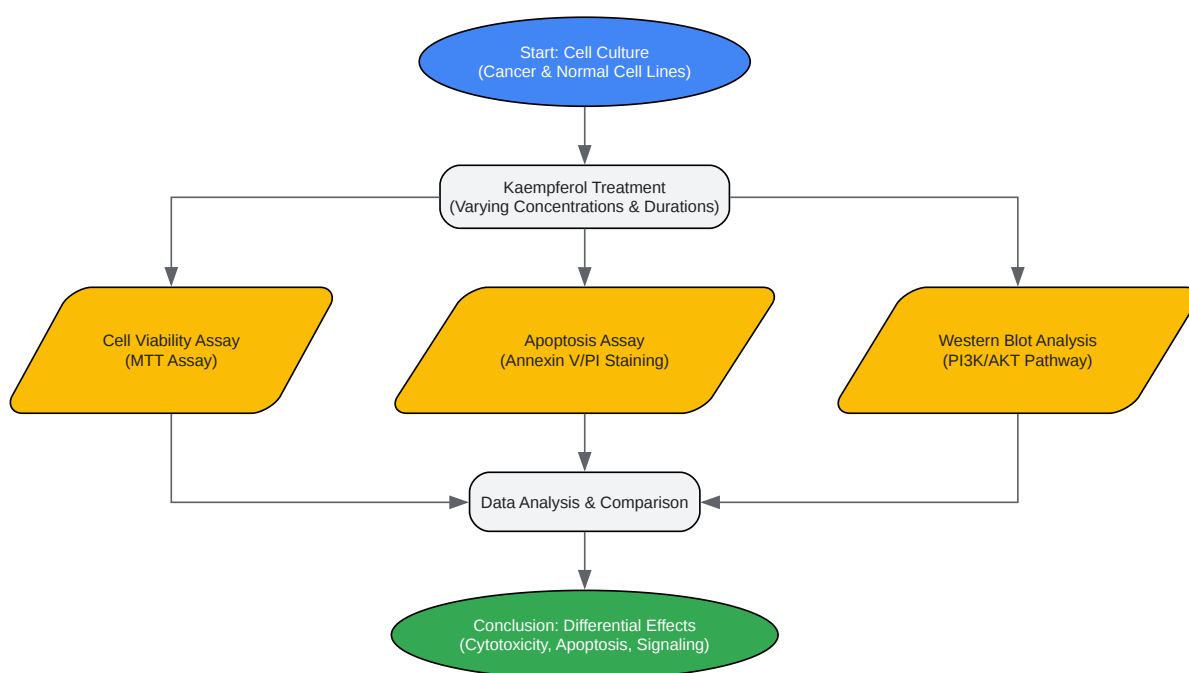 Start: Cell Culture
(Cancer & Normal Cell Lines)
Kaempferol Treatment
(Varying Concentrations & Durations)
Cell Viability Assay
(MTT Assay)
Apoptosis Assay
(Annexin V/PI Staining)
Western Blot Analysis
(PI3K/AKT Pathway)
Data Analysis & Comparison
Conclusion: Differential Effects
(Cytotoxicity, Apoptosis, Signaling)